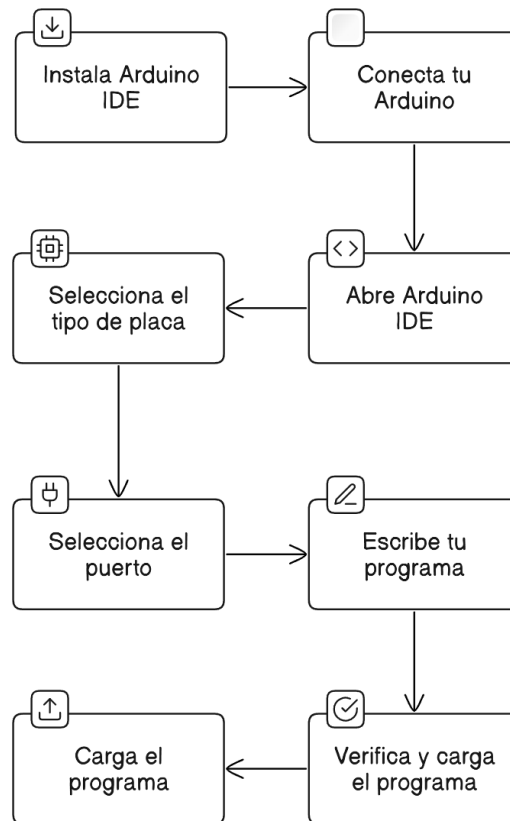 Instala Arduino
IDE
Conecta tu
Arduino
Abre Arduino
IDE
Selecciona el
tipo de placa
Selecciona el
puerto
Escribe tu
programa
Verifica y carga
el programa
Carga el
programa